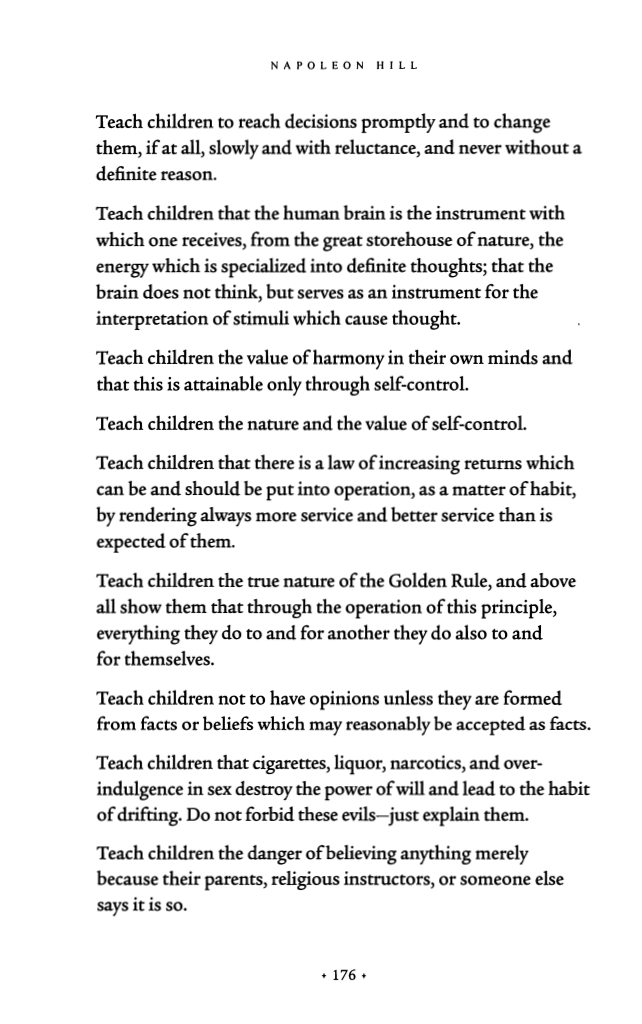 NAPOLEON HILL
Teach children to reach decisions promptly and to change
them, if at all, slowly and with reluctance, and never without a
definite reason.
Teach children that the human brain is the instrument with
which one receives, from the great storehouse of nature, the
energy which is specialized into definite thoughts; that the
brain does not think, but serves as an instrument for the
interpretation of stimuli which cause thought.
Teach children the value of harmony in their own minds and
that this is attainable only through self-control.
Teach children the nature and the value of self-control.
Teach children that there is a law of increasing returns which
can be and should be put into operation, as a matter of habit,
by rendering always more service and better service than is
expected of them.
Teach children the true nature of the Golden Rule, and above
all show them that through the operation of this principle,
everything they do to and for another they do also to and
for themselves.
Teach children not to have opinions unless they are formed
from facts or beliefs which may reasonably be accepted as facts.
Teach children that cigarettes, liquor, narcotics, and over-
indulgence in sex destroy the power of will and lead to the habit
of drifting. Do not forbid these evils—just explain them.
Teach children the danger of believing anything merely
because their parents, religious instructors, or someone else
says it is so.
• 176 •